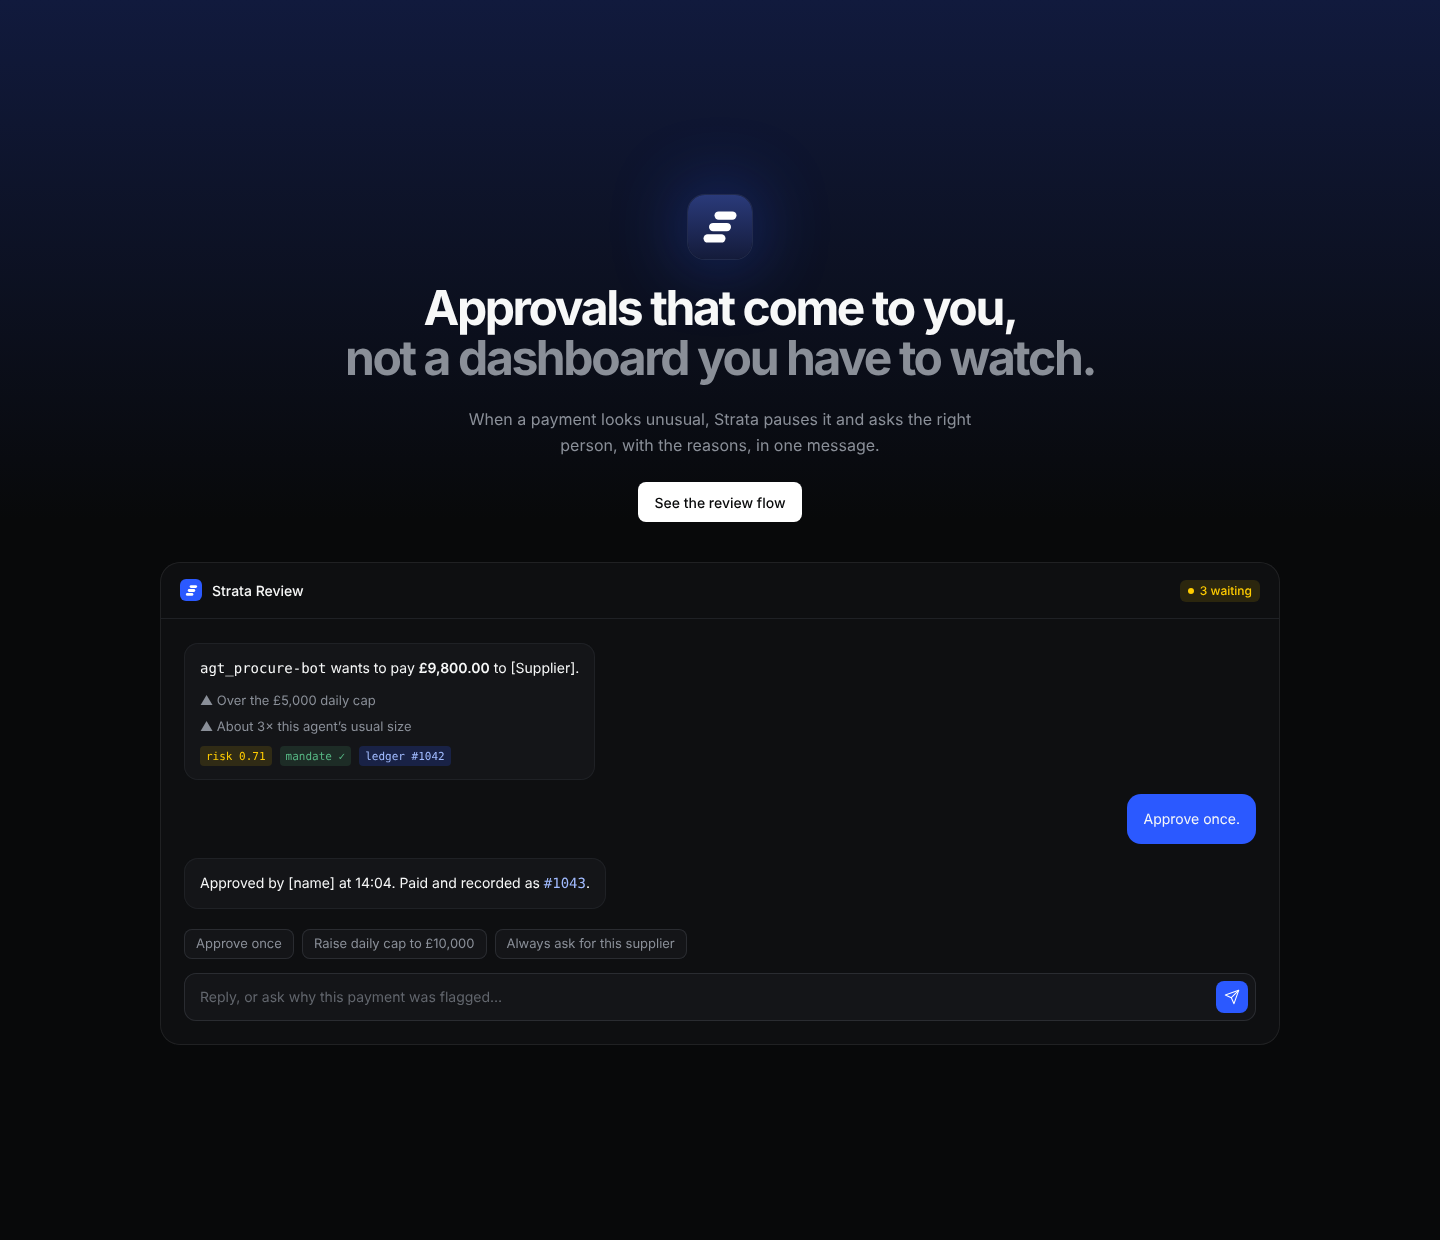 Approvals that come to you,
not a dashboard you have to watch.
When a payment looks unusual, Strata pauses it and asks the right
person, with the reasons, in one message.
See the review flow
Strata Review
3 waiting
agt_procure-bot wants to pay £9,800.00 to [Supplier].
▲ Over the £5,000 daily cap
▲ About 3× this agent’s usual size
risk 0.71 mandate ✓ ledger #1042
Approve once.
Approved by [name] at 14:04. Paid and recorded as #1043.
Approve once
Raise daily cap to £10,000
Always ask for this supplier
Reply, or ask why this payment was flagged…